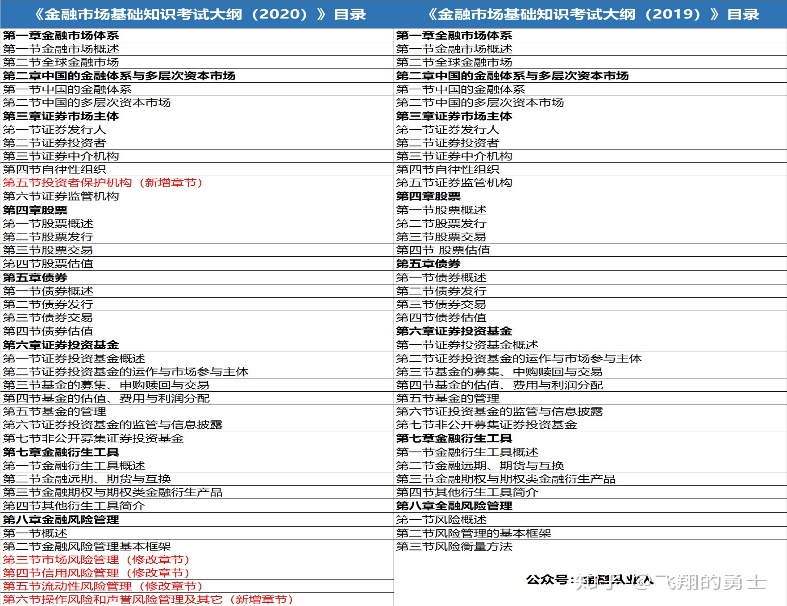 《金融市场基础知识考试大纲（2020）》目录
第一章金融市场体系
第一节金融市场概述
第二节全球金融市场
第二章中国的金融体系与多层次资本市场
第一节中国的金融体系
第二节中国的多层次资本市场
第三章证券市场主体
第一节证券发行人
第二节证券投资者
第三节证券中介机构
第四节自律性组织
第五节投资者保护机构（新增章节）
第六节证券监管机构
第四章股票
第一节股票概述
第二节股票发行
第三节股票交易
第四节股票估值
第五章债券
第一节债券概述
第二节债券发行
第三节债券交易
第四节债券估值
第六章证券投资基金
第一节证券投资基金概述
第二节证券投资基金的运作与市场参与主体
第三节基金的募集、申购赎回与交易
第四节基金的估值、费用与利润分配
第五节基金的管理
第六节证券投资基金的监管与信息披露
第七节非公开募集证券投资基金
第七章金融衍生工具
第一节金融衍生工具概述
第二节金融远期、期货与互换
第三节金融期权与期权类金融衍生产品
第四节其他衍生工具简介
第八章金融风险管理
第一节概述
第二节金融风险管理基本框架
第三节市场风险管理（修改章节）
第四节信用风险管理（修改章节）
第五节流动性风险管理（修改章节）
第六节操作风险和声誉风险管理及其它（新增章节）
《金融市场基础知识考试大纲（2019）》目录
第一章金融市场体系
第一节金融市场概述
第二节全球金融市场
第二章中国的金融体系与多层次资本市场
第一节中国的金融体系
第二节中国的多层次资本市场
第三章证券市场主体
第一节证券发行人
第二节证券投资者
第三节证券中介机构
第四节自律性组织
第五节证券监管机构
第四章股票
第一节股票概述
第二节股票发行
第三节股票交易
第四节 股票估值
第五章债券
第一节债券概述
第二节债券发行
第三节债券交易
第四节债券估值
第六章证券投资基金
第一节证券投资基金概述
第二节证券投资基金的运作与市场参与主体
第三节基金的募集、申购赎回与交易
第四节基金的估值、费用与利润分配
第五节基金的管理
第六节证投资基金的监管与信息披露
第七节非公开募集证券投资基金
第七章金融衍生工具
第一节金融衍生工具概述
第二节金融远期、期货与互换
第三节金融期权与期权类金融衍生产品
第四节其他衍生工具简介
第八章金融风险管理
第一节风险概述
第二节风险管理的基本框架
第三节风险衡量方法
公众号：金融从业人
知乎 @飞翔的勇士